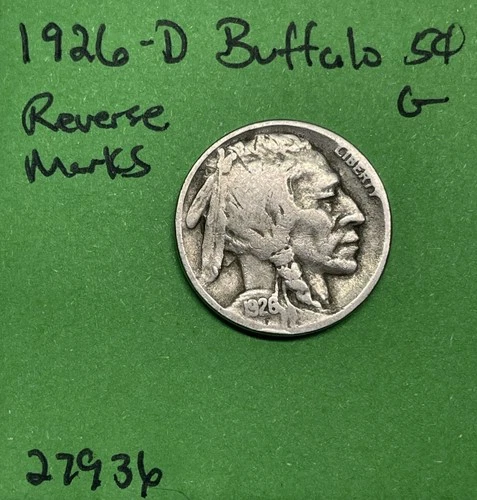 1926-D Buffalo 5¢
G
Reverse
Marks
LIBERTY
1926
27936